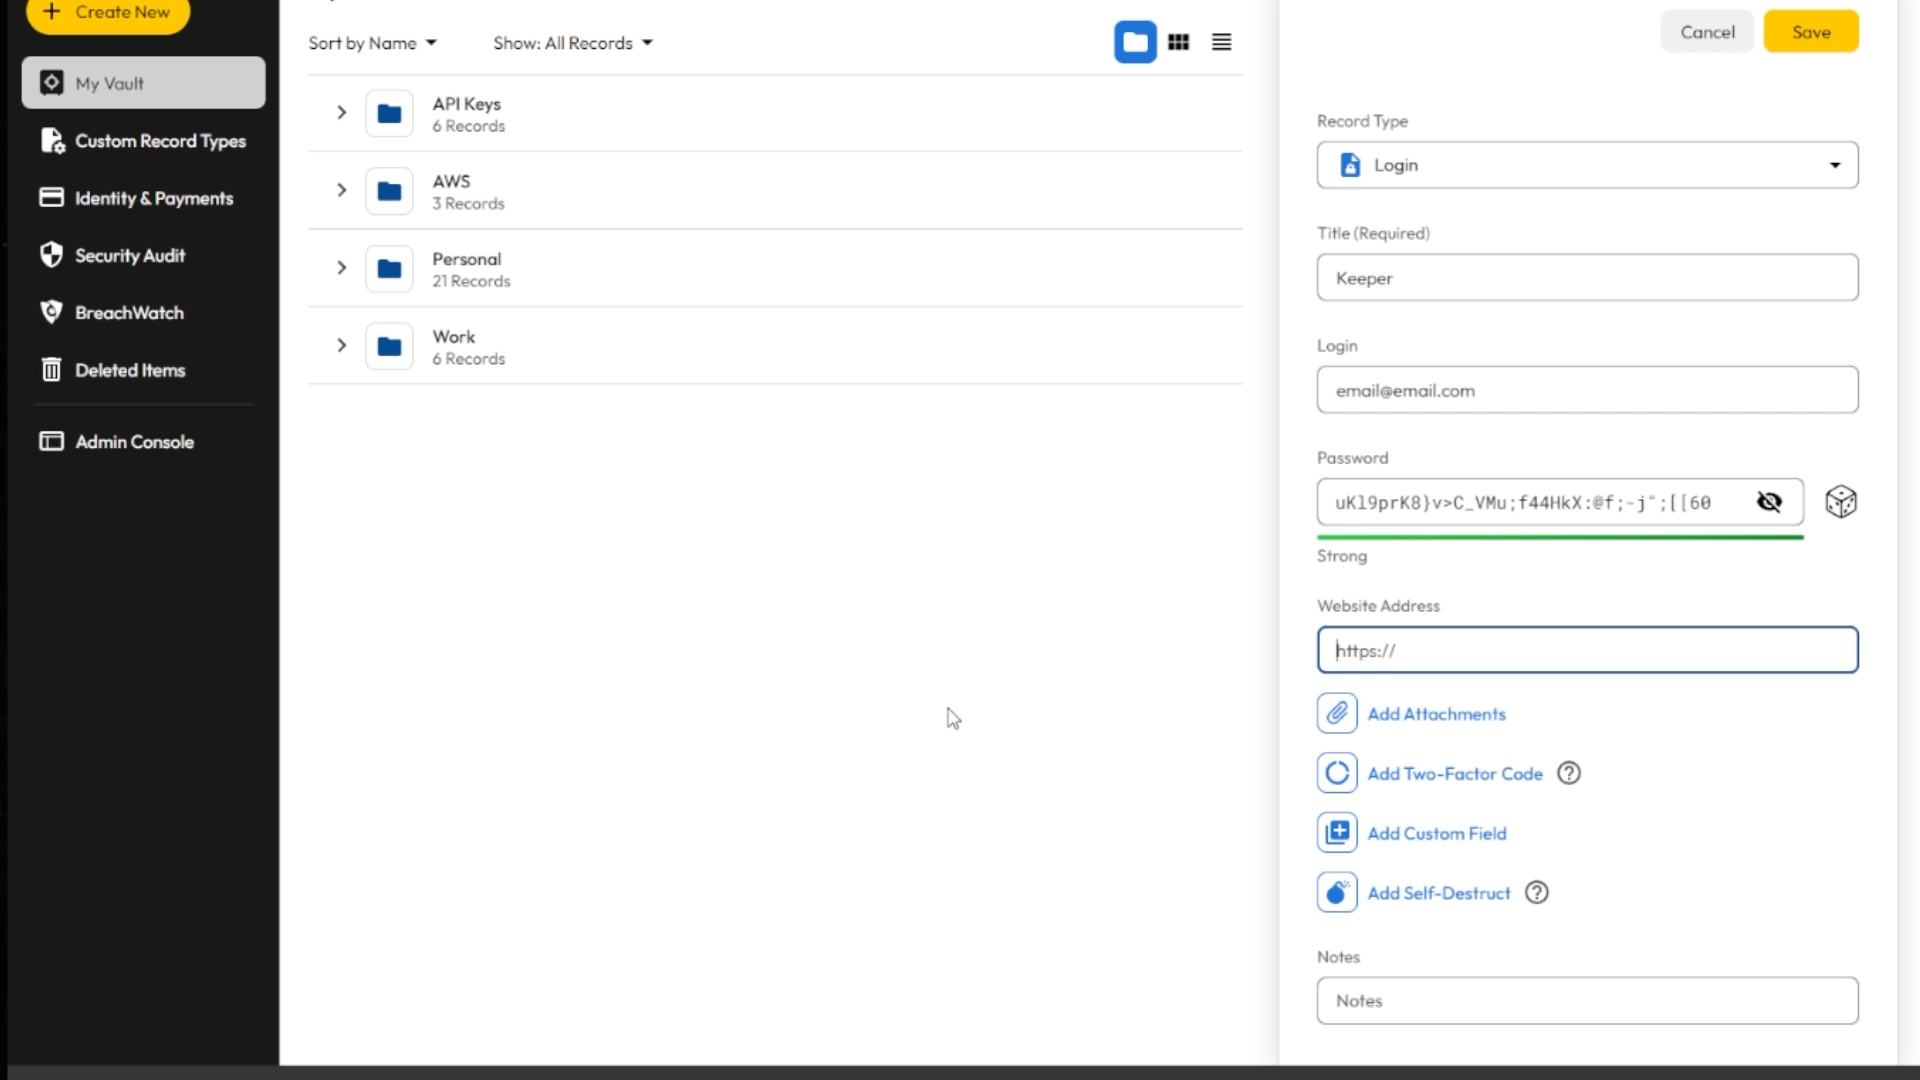 Create New
My Vault
Custom Record Types
Identity & Payments
Security Audit
BreachWatch
Deleted Items
Admin Console
Sort by Name
Show: All Records
API Keys
6 Records
AWS
3 Records
Personal
21 Records
Work
6 Records
Cancel
Save
Record Type
Login
Title (Required)
Keeper
Login
email@email.com
Password
uKl9prK8}v>C_VMu;f44HkX:@f;-j";[[60
Strong
Website Address
https://
Add Attachments
Add Two-Factor Code
Add Custom Field
Add Self-Destruct
Notes
Notes